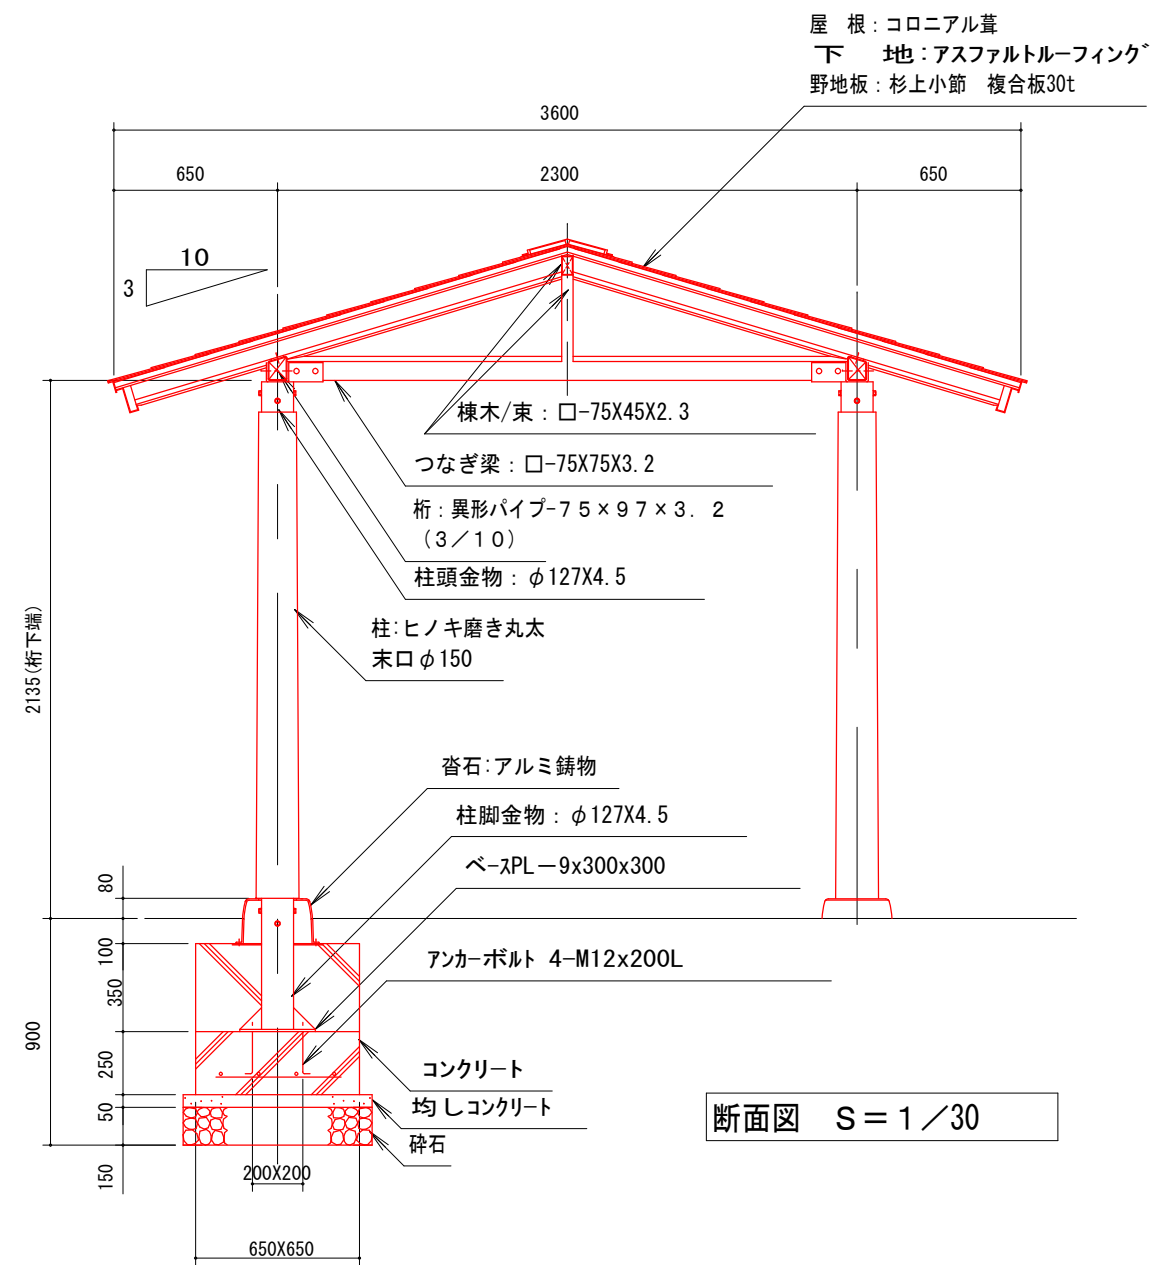 屋 根：コロニアル葺
下 地：アスファルトルーフィング
野地板：杉上小節 複合板30t
3600
650
2300
650
10
3
棟木/束：□-75X45X2.3
つなぎ梁：□-75X75X3.2
桁：異形パイプ-７５×９７×３．２
（３／１０）
柱頭金物：φ127X4.5
柱:ヒノキ磨き丸太
末口φ150
2135(桁下端)
沓石:アルミ鋳物
柱脚金物：φ127X4.5
ベースPL－9x300x300
アンカーボルト 4-M12x200L
コンクリート
均しコンクリート
砕石
80
100
350
250
50
150
900
200X200
650X650
断面図 Ｓ＝１／30